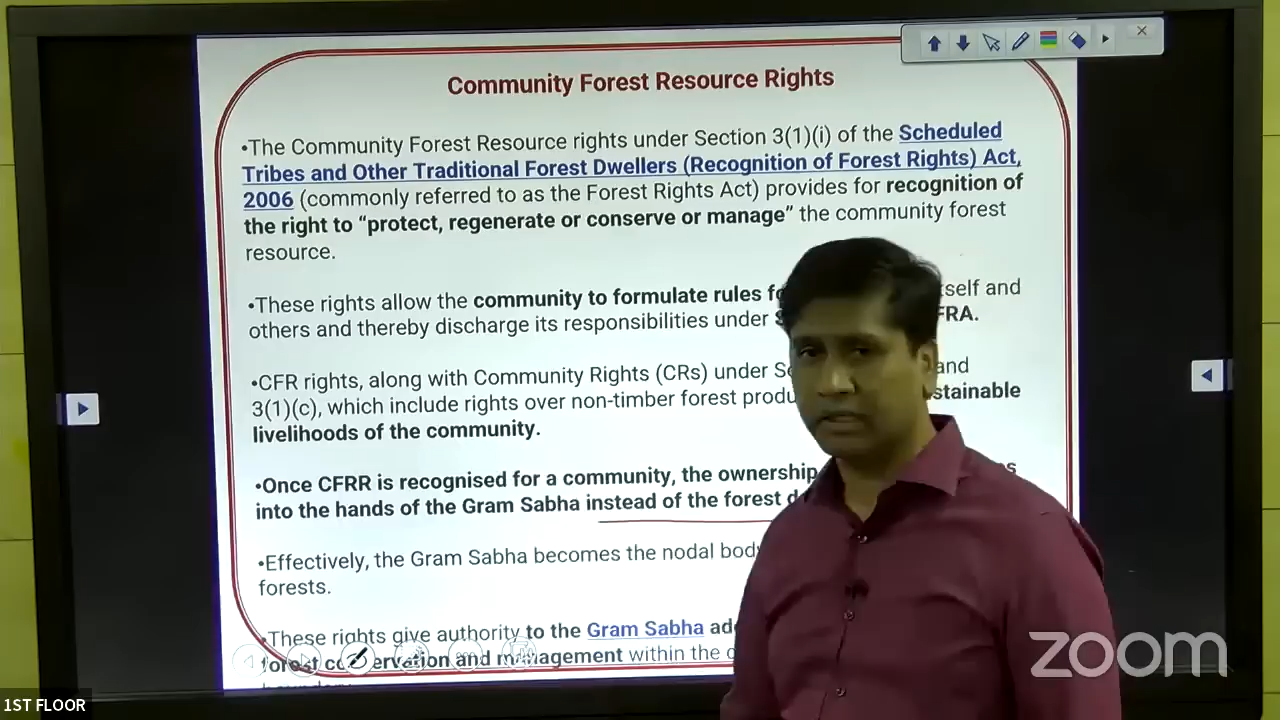 Community Forest Resource Rights
•The Community Forest Resource rights under Section 3(1)(i) of the Scheduled
Tribes and Other Traditional Forest Dwellers (Recognition of Forest Rights) Act,
2006 (commonly referred to as the Forest Rights Act) provides for recognition of
the right to “protect, regenerate or conserve or manage” the community forest
resource.
•These rights allow the community to formulate rules
others and thereby discharge its responsibilities under FRA.
•CFR rights, along with Community Rights (CRs) under and
3(1)(c), which include rights over non-timber forest
livelihoods of the community.
•Once CFRR is recognised for a community, the ownership
into the hands of the Gram Sabha instead of the forest
•Effectively, the Gram Sabha becomes the nodal
forests.
•These rights give authority to the Gram Sabha
forest and management within the
zoom
1ST FLOOR